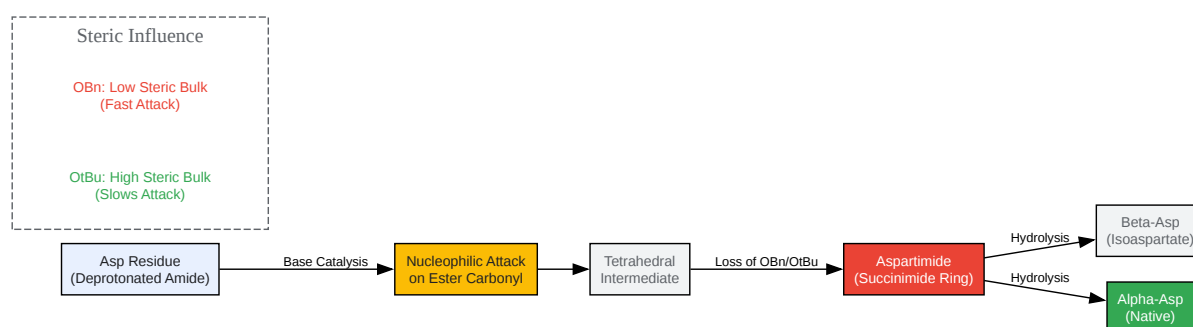 Steric Influence
OBn: Low Steric Bulk
(Fast Attack)
OtBu: High Steric Bulk
(Slows Attack)
Asp Residue
(Deprotonated Amide)
Base Catalysis
Nucleophilic Attack
on Ester Carbonyl
Tetrahedral
Intermediate
Loss of OBn/OtBu
Aspartimide
(Succinimide Ring)
Hydrolysis
Beta-Asp
(Isoaspartate)
Hydrolysis
Alpha-Asp
(Native)